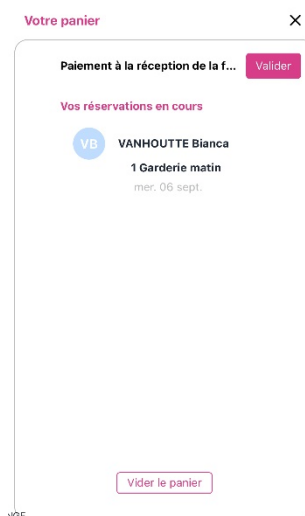 Votre panier
Paiement à la réception de la f...
Valider
Vos réservations en cours
VB
VANHOUTTE Bianca
1 Garderie matin
mer. 06 sept.
Vider le panier